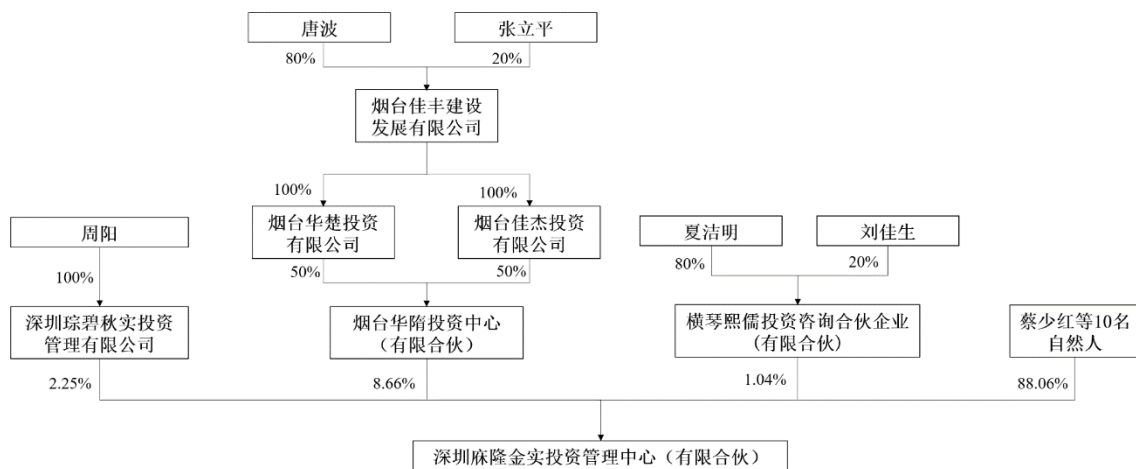 唐波
张立平
80%
20%
烟台佳丰建设
发展有限公司
100%
100%
周阳
烟台华楚投资
有限公司
烟台佳杰投资
有限公司
夏洁明
刘佳生
100%
50%
50%
80%
20%
深圳琮碧秋实投资
管理有限公司
烟台华隋投资中心
（有限合伙）
横琴熙儒投资咨询合伙企业
(有限合伙)
蔡少红等10名
自然人
2.25%
8.66%
1.04%
88.06%
深圳麻隆金实投资管理中心（有限合伙）